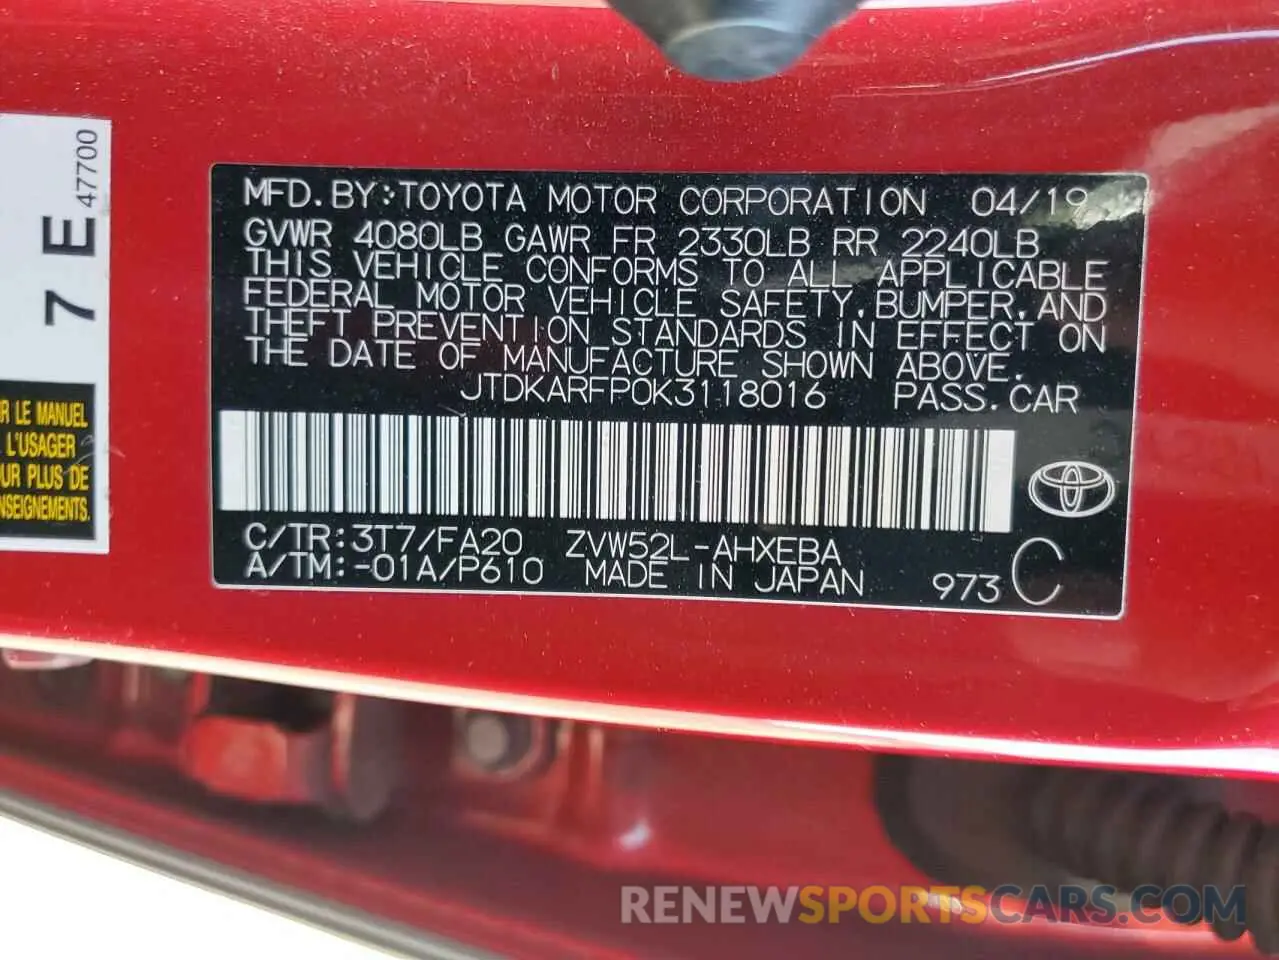 47700
7 E
R LE MANUEL
L'USAGER
UR PLUS DE
NSEIGNEMENTS.
MFD.BY:TOYOTA MOTOR CORPORATION 04/19
GVWR 4080LB GAWR FR 2330LB RR 2240LB
THIS VEHICLE CONFORMS TO ALL APPLICABLE
FEDERAL MOTOR VEHICLE SAFETY,BUMPER,AND
THEFT PREVENTION STANDARDS IN EFFECT ON
THE DATE OF MANUFACTURE SHOWN ABOVE.
JTDKARFP0K3118016 PASS.CAR
C/TR:3T7/FA20 ZVW52L-AHXEBA
A/TM:-01A/P610 MADE IN JAPAN 973 C
RENEWSPORTSCARS.COM